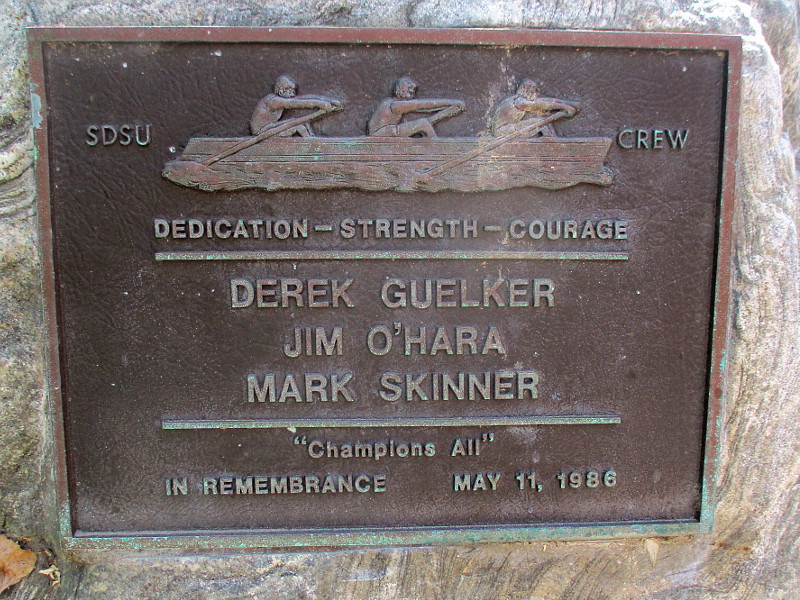 SDSU CREW
DEDICATION – STRENGTH – COURAGE
DEREK GUELKER
JIM O'HARA
MARK SKINNER
"Champions All"
IN REMEMBRANCE MAY 11, 1986